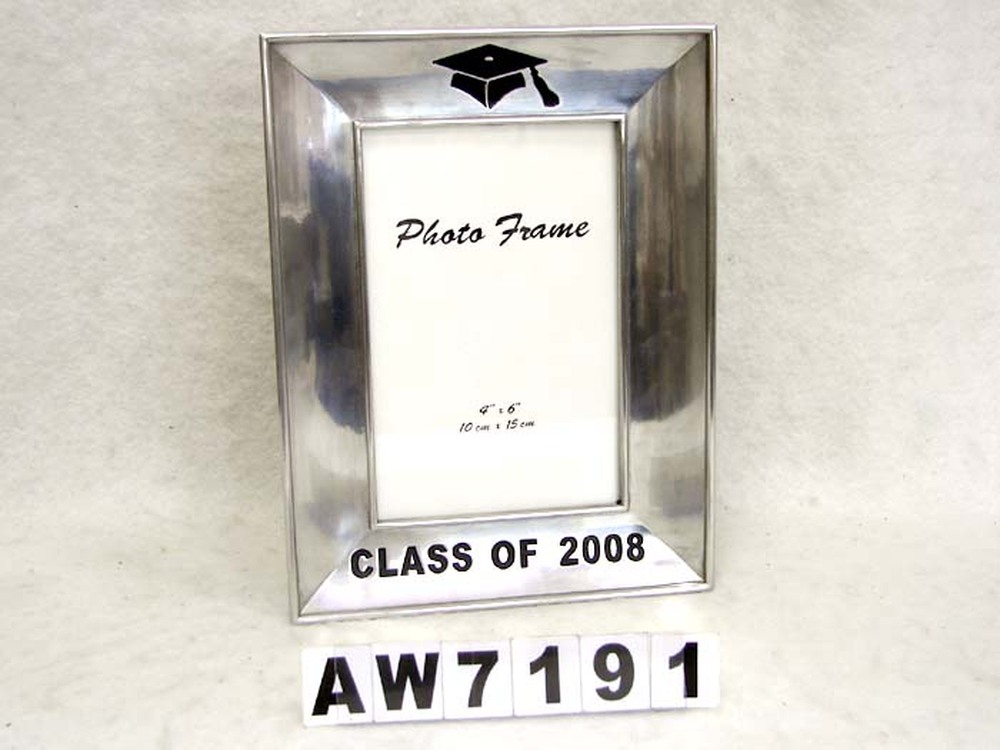 Photo Frame
4" x 6"
10 cm x 15 cm
CLASS OF 2008
AW7191